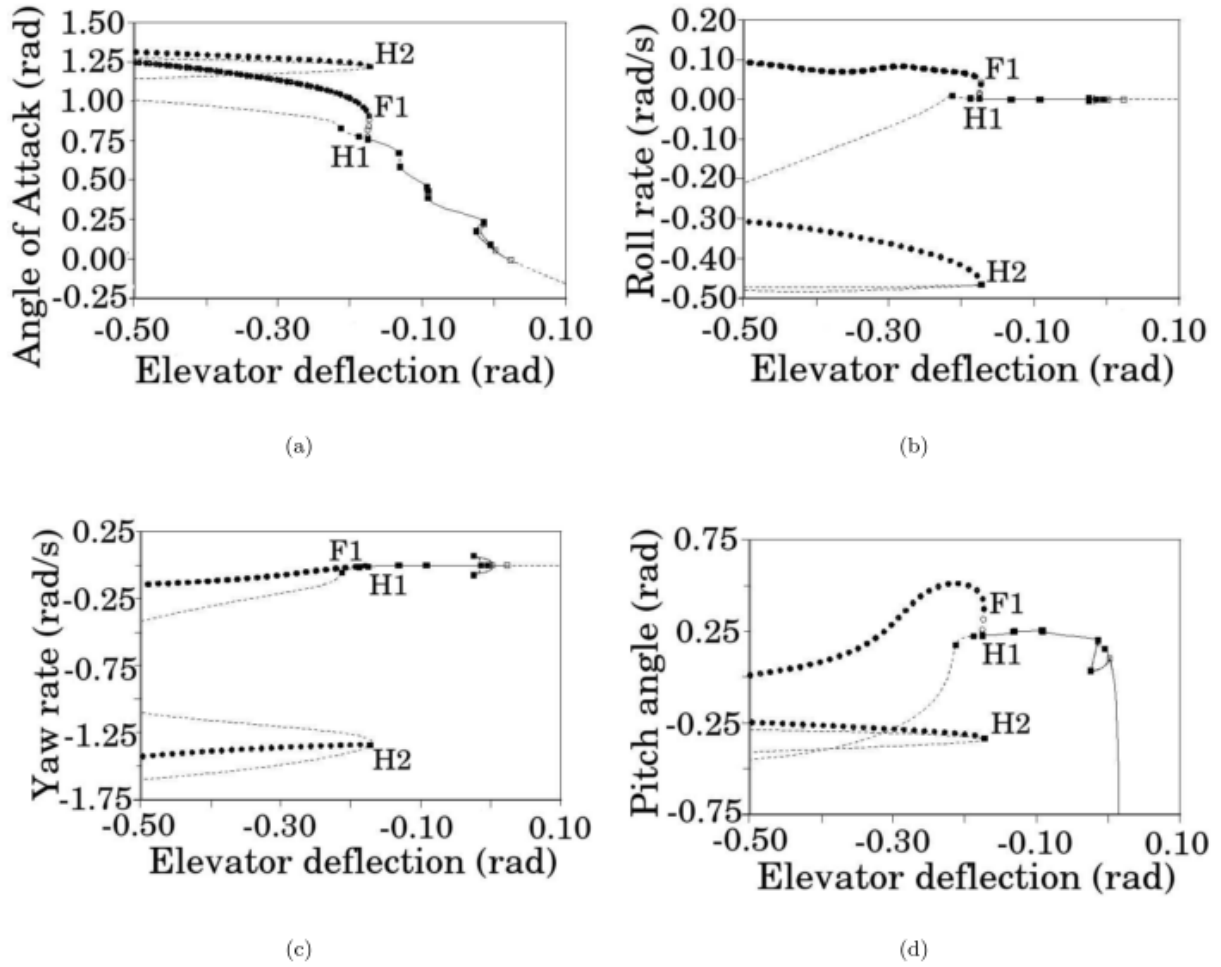 Angle of Attack (rad)
1.50
1.25
1.00
0.75
0.50
0.25
0.00
-0.25
H2
F1
H1
-0.50 -0.30 -0.10 0.10
Elevator deflection (rad)
(a)
Roll rate (rad/s)
0.20
0.10
0.00
-0.10
-0.20
-0.30
-0.40
-0.50
F1
H1
H2
-0.50 -0.30 -0.10 0.10
Elevator deflection (rad)
(b)
Yaw rate (rad/s)
0.25
-0.25
-0.75
-1.25
-1.75
F1
H1
H2
-0.50 -0.30 -0.10 0.10
Elevator deflection (rad)
(c)
Pitch angle (rad)
0.75
0.25
-0.25
-0.75
F1
H1
H2
-0.50 -0.30 -0.10 0.10
Elevator deflection (rad)
(d)